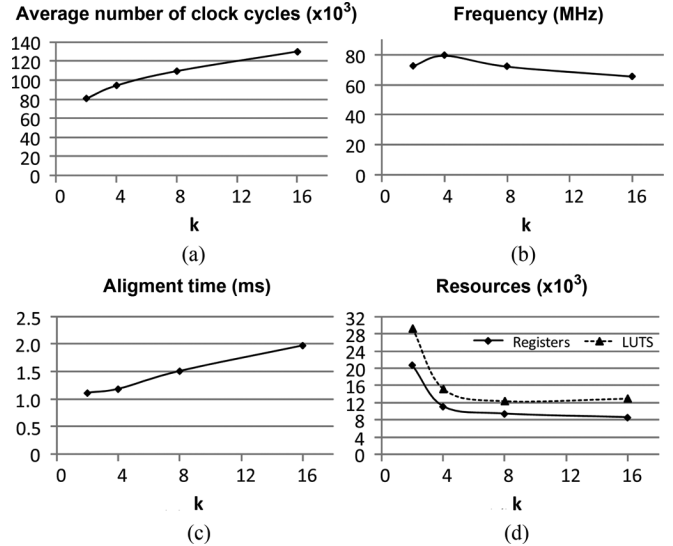 Average number of clock cycles (x10³)
140
120
100
80
60
40
20
0
0 4 8 12 16
k
(a)
Frequency (MHz)
80
60
40
20
0
0 4 8 12 16
k
(b)
Aligment time (ms)
2.5
2.0
1.5
1.0
0.5
0
0 4 8 12 16
k
(c)
Resources (x10³)
32
28
24
20
16
12
8
4
0
Registers LUTS
0 4 8 12 16
k
(d)